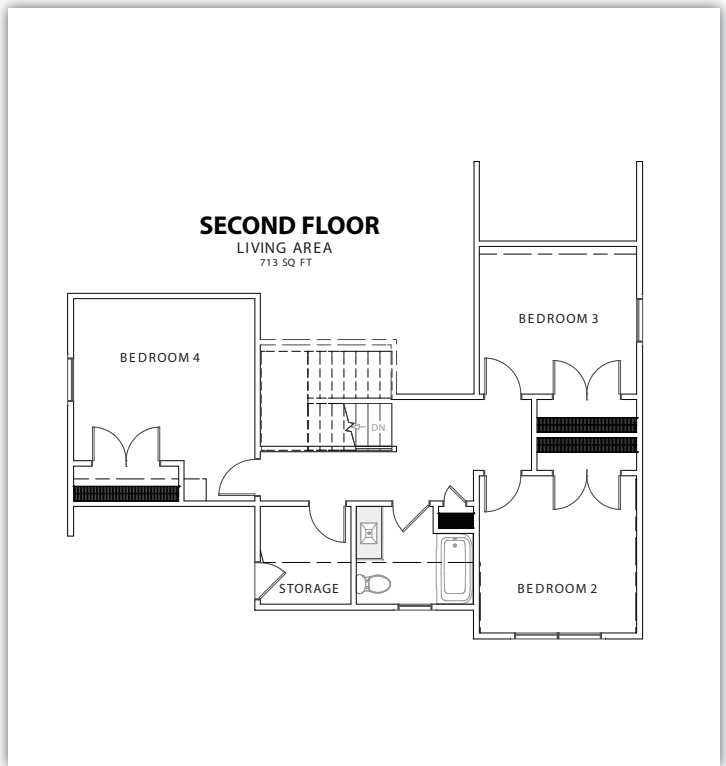 SECOND FLOOR
LIVING AREA
713 SQ FT
BEDROOM 3
BEDROOM 4
DN
STORAGE
BEDROOM 2